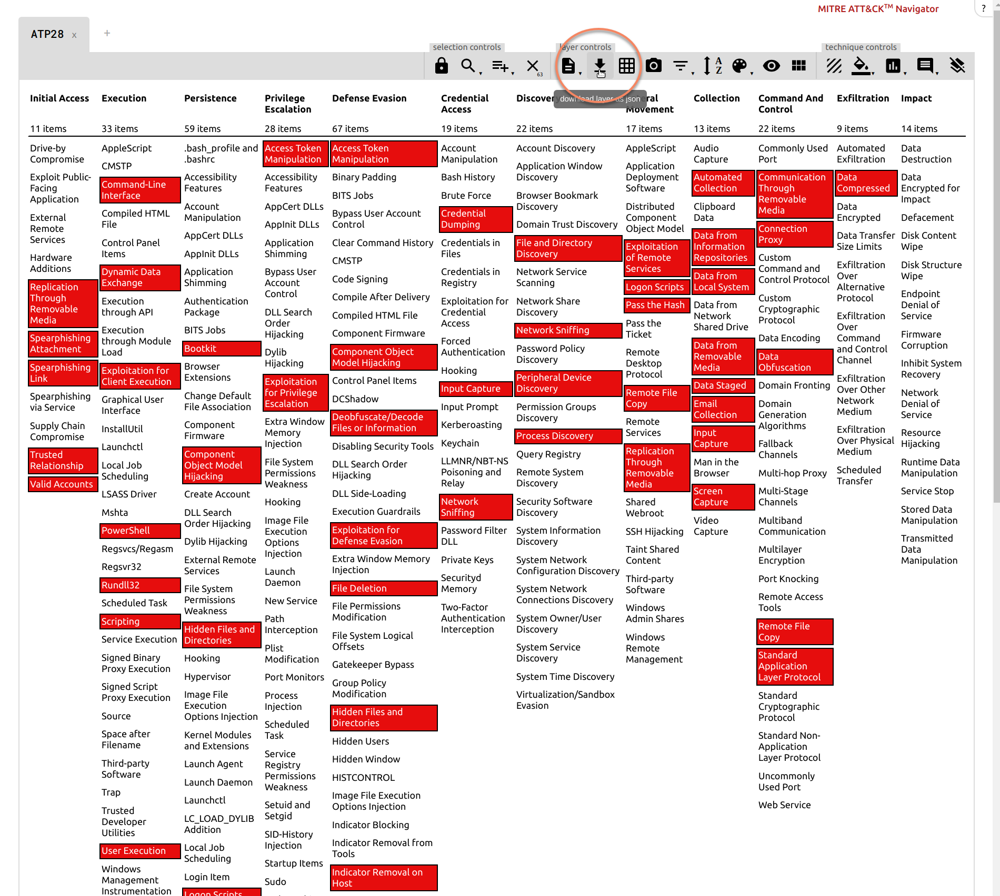 MITRE ATT&CK™ Navigator
?
ATP28 x
+
selection controls
layer controls
technique controls
63
A
Z
download layer as json
Initial Access
11 items
Drive-by
Compromise
Exploit Public-
Facing
Application
External
Remote
Services
Hardware
Additions
Replication
Through
Removable
Media
Spearphishing
Attachment
Spearphishing
Link
Spearphishing
via Service
Supply Chain
Compromise
Trusted
Relationship
Valid Accounts
Execution
33 items
AppleScript
CMSTP
Command-Line
Interface
Compiled HTML
File
Control Panel
Items
Dynamic Data
Exchange
Execution
through API
Execution
through Module
Load
Exploitation for
Client Execution
Graphical User
Interface
InstallUtil
Launchctl
Local Job
Scheduling
LSASS Driver
Mshta
PowerShell
Regsvcs/Regasm
Regsvr32
Rundll32
Scheduled Task
Scripting
Service Execution
Signed Binary
Proxy Execution
Signed Script
Proxy Execution
Source
Space after
Filename
Third-party
Software
Trap
Trusted
Developer
Utilities
User Execution
Windows
Management
Instrumentation
Persistence
59 items
.bash_profile and
.bashrc
Accessibility
Features
Account
Manipulation
AppCert DLLs
AppInit DLLs
Application
Shimming
Authentication
Package
BITS Jobs
Bootkit
Browser
Extensions
Change Default
File Association
Component
Firmware
Component
Object Model
Hijacking
Create Account
DLL Search
Order Hijacking
Dylib Hijacking
External Remote
Services
File System
Permissions
Weakness
Hidden Files and
Directories
Hooking
Hypervisor
Image File
Execution
Options Injection
Kernel Modules
and Extensions
Launch Agent
Launch Daemon
Launchctl
LC_LOAD_DYLIB
Addition
Local Job
Scheduling
Login Item
Logon Scripts
Privilege
Escalation
28 items
Access Token
Manipulation
Accessibility
Features
AppCert DLLs
AppInit DLLs
Application
Shimming
Bypass User
Account
Control
DLL Search
Order
Hijacking
Dylib
Hijacking
Exploitation
for Privilege
Escalation
Extra Window
Memory
Injection
File System
Permissions
Weakness
Hooking
Image File
Execution
Options
Injection
Launch
Daemon
New Service
Path
Interception
Plist
Modification
Port Monitors
Process
Injection
Scheduled
Task
Service
Registry
Permissions
Weakness
Setuid and
Setgid
SID-History
Injection
Startup Items
Sudo
Defense Evasion
67 items
Access Token
Manipulation
Binary Padding
BITS Jobs
Bypass User Account
Control
Clear Command History
CMSTP
Code Signing
Compile After Delivery
Compiled HTML File
Component Firmware
Component Object
Model Hijacking
Control Panel Items
DCShadow
Deobfuscate/Decode
Files or Information
Disabling Security Tools
DLL Search Order
Hijacking
DLL Side-Loading
Execution Guardrails
Exploitation for
Defense Evasion
Extra Window Memory
Injection
File Deletion
File Permissions
Modification
File System Logical
Offsets
Gatekeeper Bypass
Group Policy
Modification
Hidden Files and
Directories
Hidden Users
Hidden Window
HISTCONTROL
Image File Execution
Options Injection
Indicator Blocking
Indicator Removal from
Tools
Indicator Removal on
Host
Credential
Access
19 items
Account
Manipulation
Bash History
Brute Force
Credential
Dumping
Credentials in
Files
Credentials in
Registry
Exploitation for
Credential
Access
Forced
Authentication
Hooking
Input Capture
Input Prompt
Kerberoasting
Keychain
LLMNR/NBT-NS
Poisoning and
Relay
Network
Sniffing
Password Filter
DLL
Private Keys
Securityd
Memory
Two-Factor
Authentication
Interception
Discovery
22 items
Account Discovery
Application Window
Discovery
Browser Bookmark
Discovery
Domain Trust Discovery
File and Directory
Discovery
Network Service
Scanning
Network Share
Discovery
Network Sniffing
Password Policy
Discovery
Peripheral Device
Discovery
Permission Groups
Discovery
Process Discovery
Query Registry
Remote System
Discovery
Security Software
Discovery
System Information
Discovery
System Network
Configuration Discovery
System Network
Connections Discovery
System Owner/User
Discovery
System Service
Discovery
System Time Discovery
Virtualization/Sandbox
Evasion
Movement
17 items
AppleScript
Application
Deployment
Software
Distributed
Component
Object Model
Exploitation
of Remote
Services
Logon Scripts
Pass the Hash
Pass the
Ticket
Remote
Desktop
Protocol
Remote File
Copy
Remote
Services
Replication
Through
Removable
Media
Shared
Webroot
SSH Hijacking
Taint Shared
Content
Third-party
Software
Windows
Admin Shares
Windows
Remote
Management
Collection
13 items
Audio
Capture
Automated
Collection
Clipboard
Data
Data from
Information
Repositories
Data from
Local System
Data from
Network
Shared Drive
Data from
Removable
Media
Data Staged
Email
Collection
Input
Capture
Man in the
Browser
Screen
Capture
Video
Capture
Command And
Control
22 items
Commonly Used
Port
Communication
Through
Removable
Media
Connection
Proxy
Custom
Command and
Control Protocol
Custom
Cryptographic
Protocol
Data Encoding
Data
Obfuscation
Domain Fronting
Domain
Generation
Algorithms
Fallback
Channels
Multi-hop Proxy
Multi-Stage
Channels
Multiband
Communication
Multilayer
Encryption
Port Knocking
Remote Access
Tools
Remote File
Copy
Standard
Application
Layer Protocol
Standard
Cryptographic
Protocol
Standard Non-
Application
Layer Protocol
Uncommonly
Used Port
Web Service
Exfiltration
9 items
Automated
Exfiltration
Data
Compressed
Data
Encrypted
Data Transfer
Size Limits
Exfiltration
Over
Alternative
Protocol
Exfiltration
Over
Command
and Control
Channel
Exfiltration
Over Other
Network
Medium
Exfiltration
Over Physical
Medium
Scheduled
Transfer
Impact
14 items
Data
Destruction
Data
Encrypted for
Impact
Defacement
Disk Content
Wipe
Disk Structure
Wipe
Endpoint
Denial of
Service
Firmware
Corruption
Inhibit System
Recovery
Network
Denial of
Service
Resource
Hijacking
Runtime Data
Manipulation
Service Stop
Stored Data
Manipulation
Transmitted
Data
Manipulation